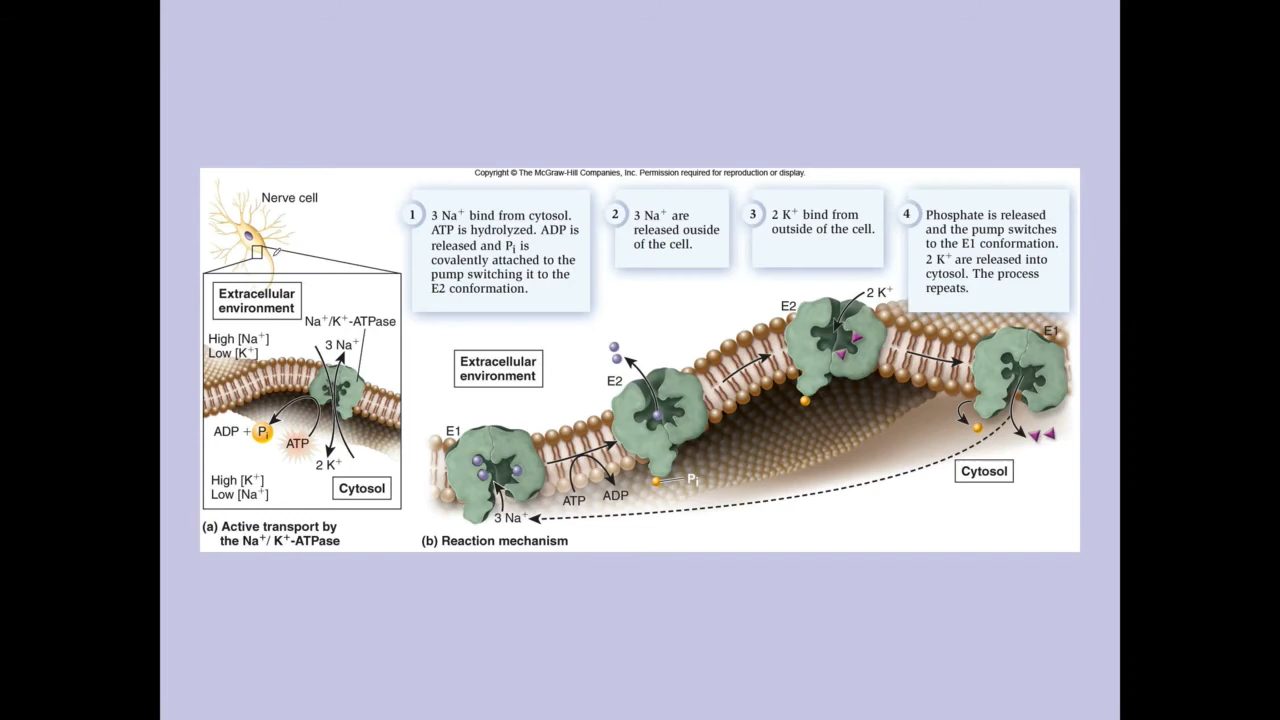 Copyright © The McGraw-Hill Companies, Inc. Permission required for reproduction or display.
Nerve cell
Extracellular
environment
Na⁺/K⁺-ATPase
High [Na⁺]
Low [K⁺]
3 Na⁺
ADP + Pi
ATP
2 K⁺
High [K⁺]
Low [Na⁺]
Cytosol
(a) Active transport by
the Na⁺/ K⁺-ATPase
1
3 Na⁺ bind from cytosol.
ATP is hydrolyzed. ADP is
released and Pi is
covalently attached to the
pump switching it to the
E2 conformation.
2
3 Na⁺ are
released ouside
of the cell.
3
2 K⁺ bind from
outside of the cell.
4
Phosphate is released
and the pump switches
to the E1 conformation.
2 K⁺ are released into
cytosol. The process
repeats.
Extracellular
environment
E1
3 Na⁺
ATP
ADP
E2
Pi
E2
2 K⁺
E1
Cytosol
(b) Reaction mechanism